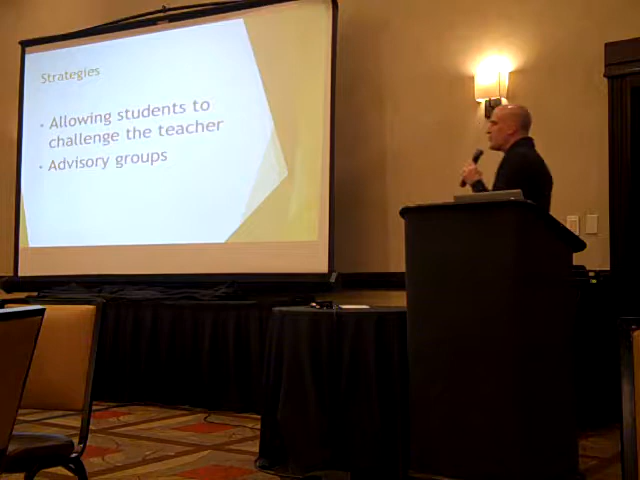 Strategies
- Allowing students to
challenge the teacher
- Advisory groups